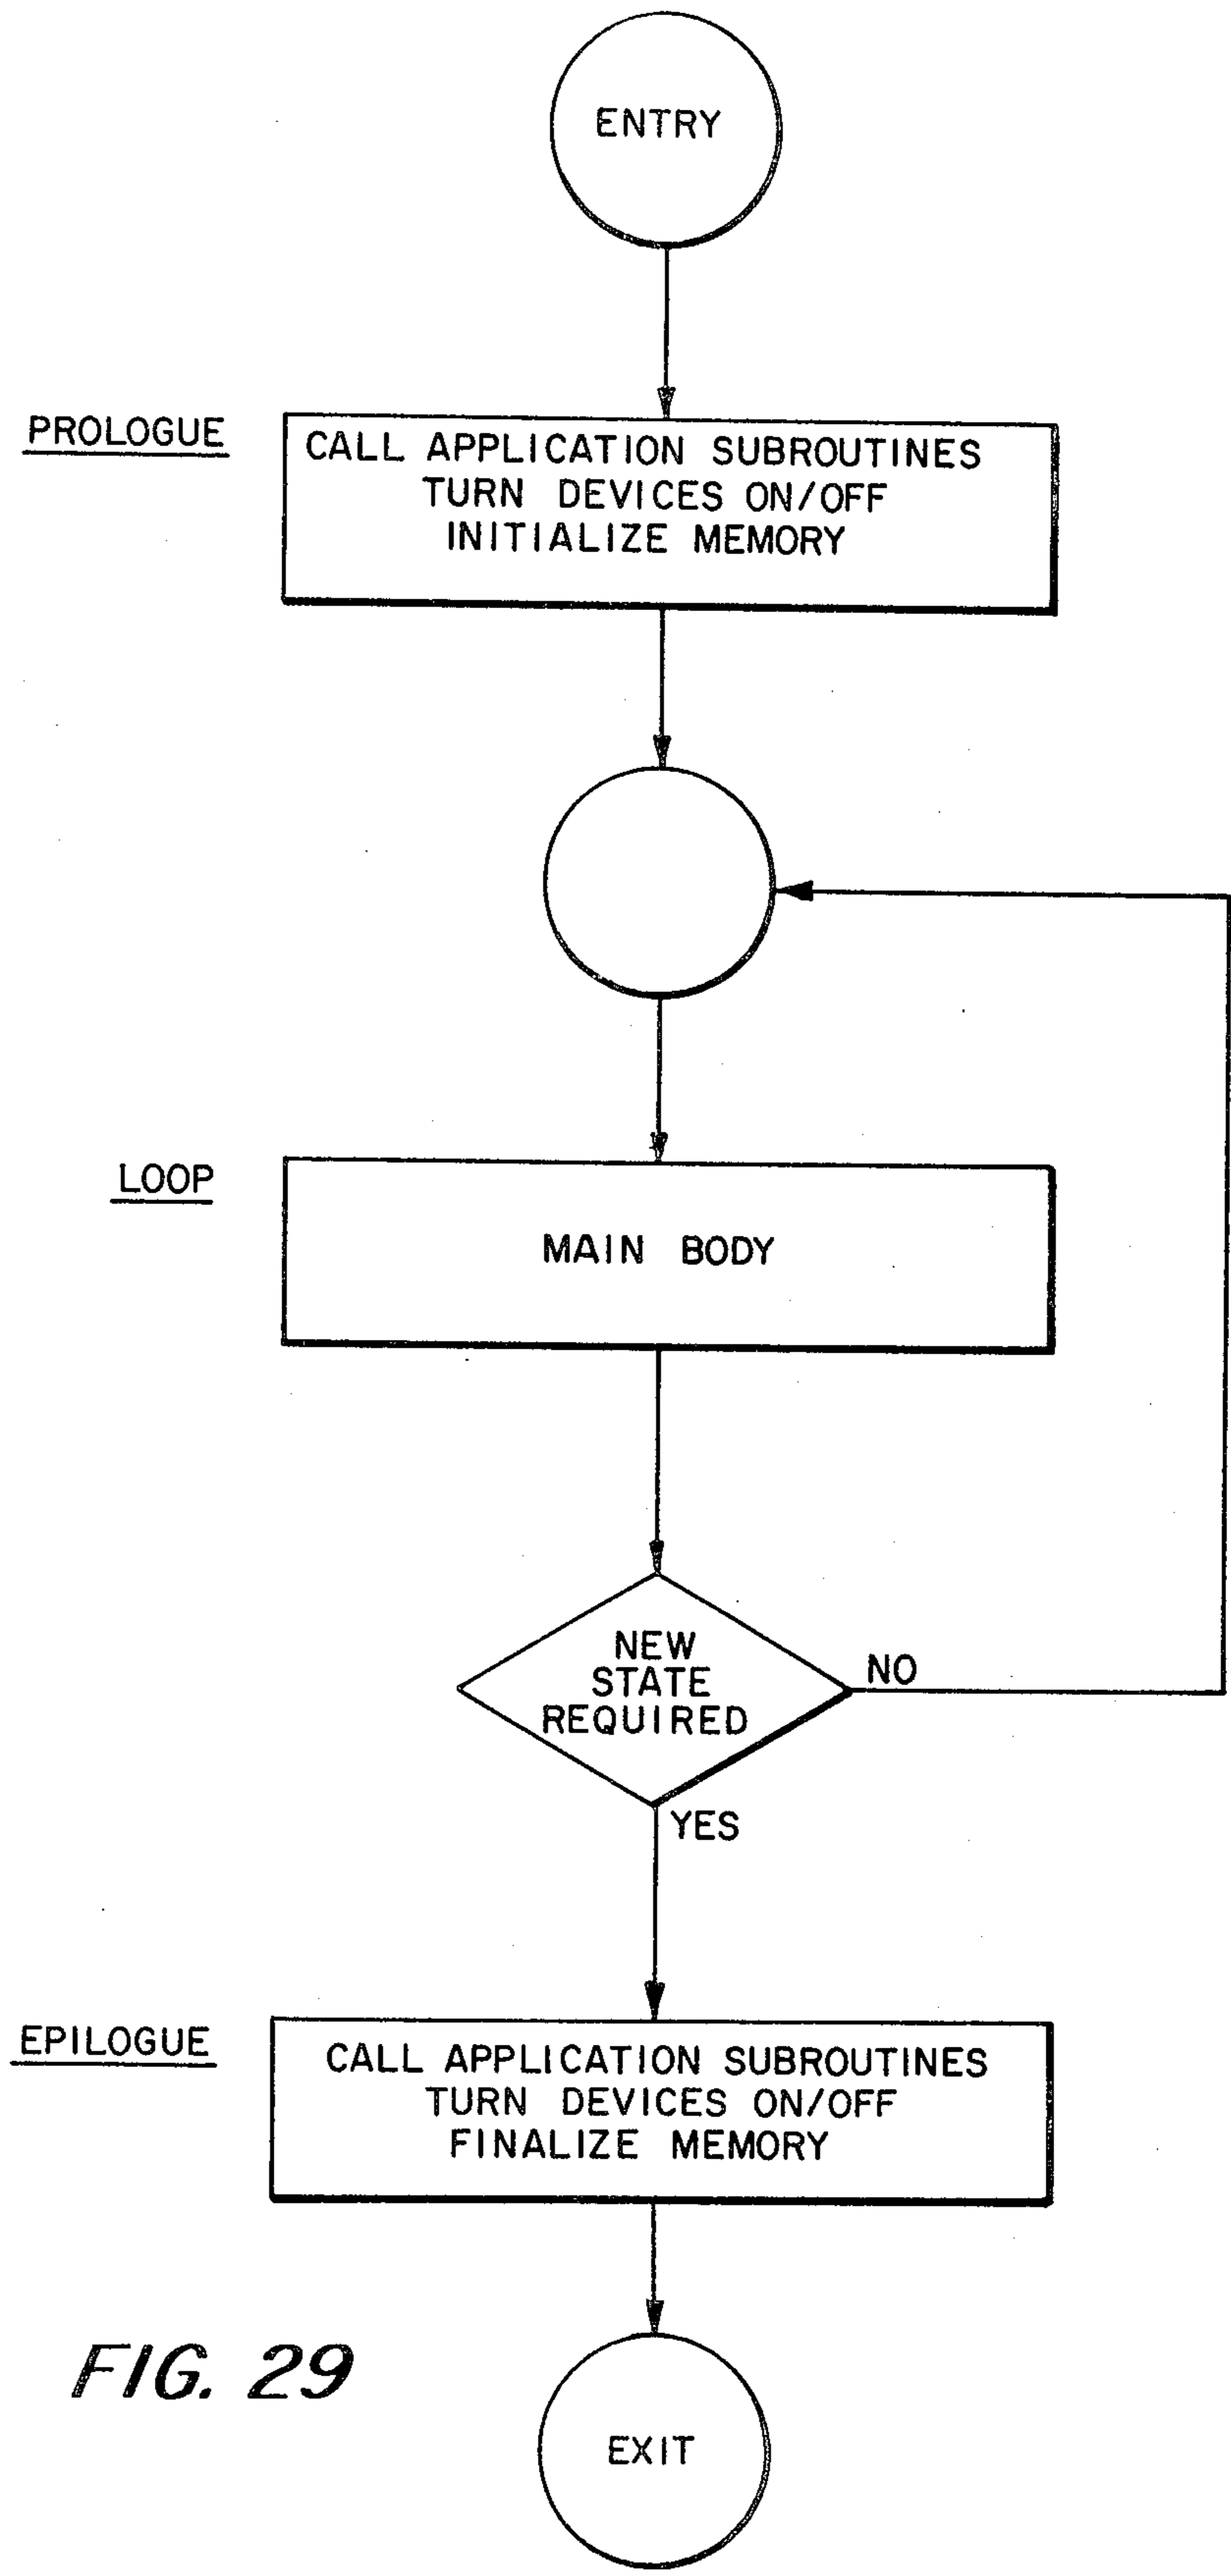 ENTRY
PROLOGUE
CALL APPLICATION SUBROUTINES
TURN DEVICES ON/OFF
INITIALIZE MEMORY
LOOP
MAIN BODY
NEW
STATE
REQUIRED
NO
YES
EPILOGUE
CALL APPLICATION SUBROUTINES
TURN DEVICES ON/OFF
FINALIZE MEMORY
FIG. 29
EXIT